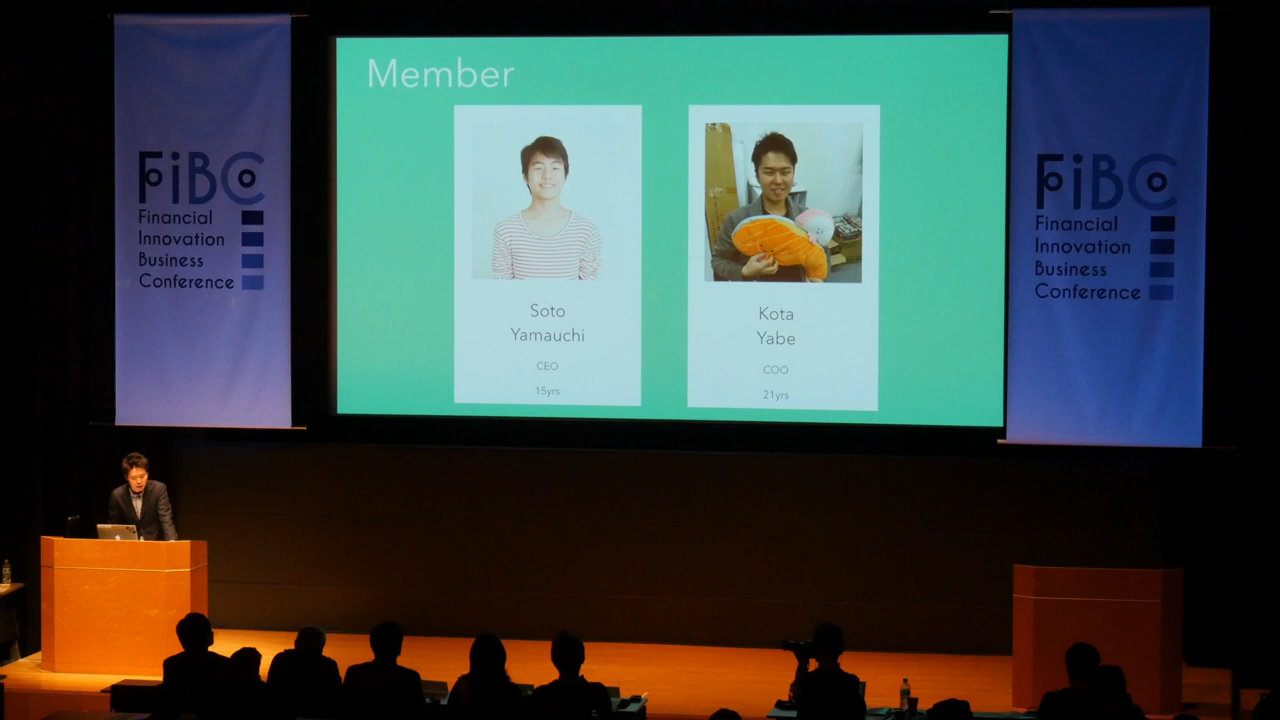 FiBC
Financial
Innovation
Business
Conference
Member
Soto
Yamauchi
CEO
15yrs
Kota
Yabe
COO
21yrs
FiBC
Financial
Innovation
Business
Conference